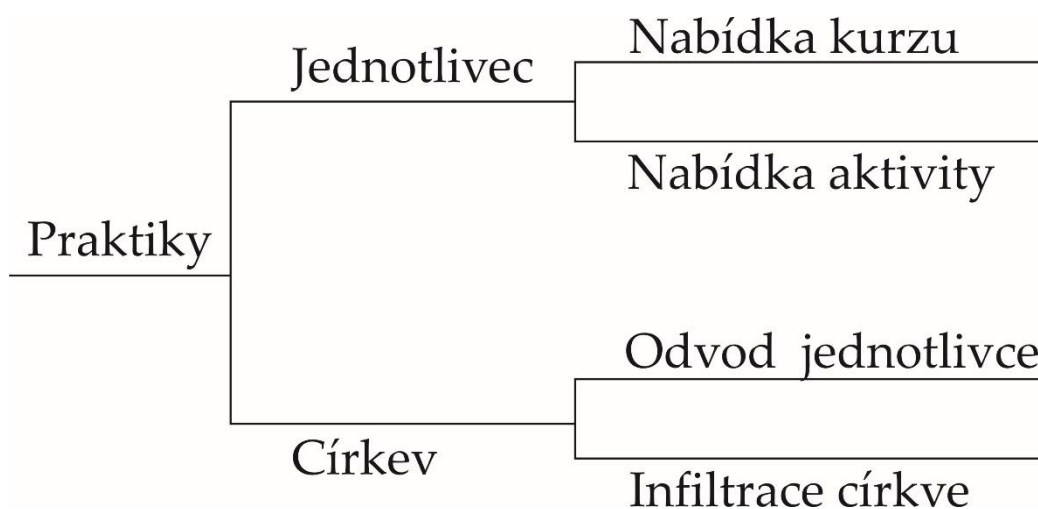 Nabídka kurzu
Jednotlivec
Nabídka aktivity
Praktiky
Odvod jednotlivce
Církev
Infiltrace církve